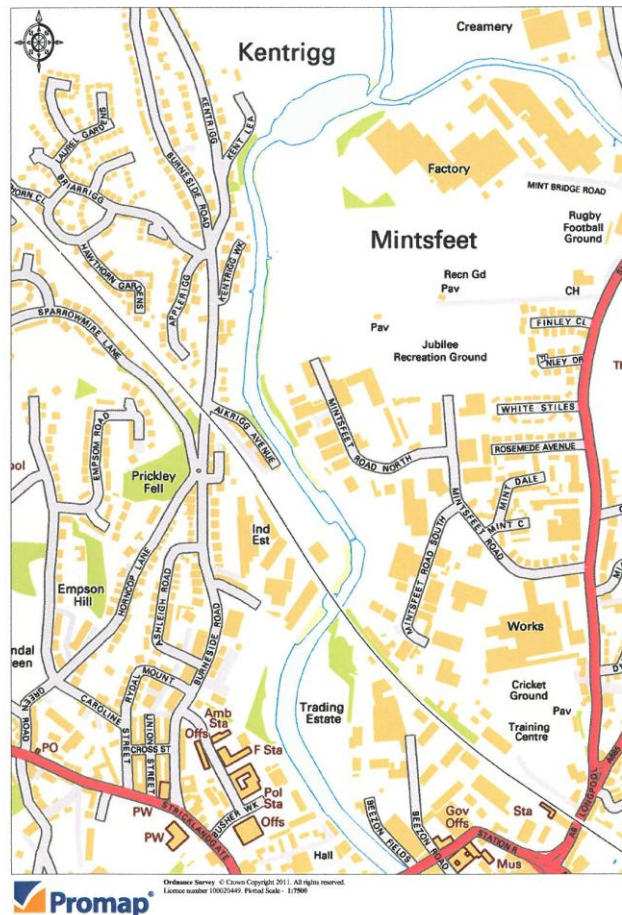 Creamery
Kentrigg
KENTRIGG
KENT LEA
LAUREL GARDENS
BURNESIDE ROAD
BRIARRIGG
Factory
MINT BRIDGE ROAD
Rugby
Football
Ground
Mintsfeet
HAWTHORN GARDENS
KENTRIGG WK
APPLERIGG
Recn Gd
Pav
CH
SPARROWMIRE LANE
Pav
Jubilee
Recreation Ground
FINLEY CL
WHITE STILES
MINTSFEET
ROAD NORTH
AIKRIGG AVENUE
EMPSOM ROAD
ROSEMEDE AVENUE
Prickley
Fell
MINT DALE
MINT C
MINTSFEET ROAD
MINTSFEET ROAD SOUTH
Ind
Est
HORNCOP LANE
ASHLEIGH ROAD
BURNESIDE ROAD
Empson
Hill
Works
RYDAL MOUNT
GREEN ROAD
CAROLINE
STREET
Cricket
Ground
Pav
Training
Centre
Trading
Estate
Amb
Sta
Offs
F Sta
UNION
STREET
CROSS ST
PO
Pol
Sta
Offs
BUSHER WK
PW
PW
STRICKLANDGATE
Hall
BEEZON FIELDS
BEEZON ROAD
Gov
Offs
STATION R
Mus
Sta
A6
LONGPOOL
A685
Promap
Ordnance Survey © Crown Copyright 2011. All rights reserved.
Licence number 100020449. Plotted Scale - 1:7500